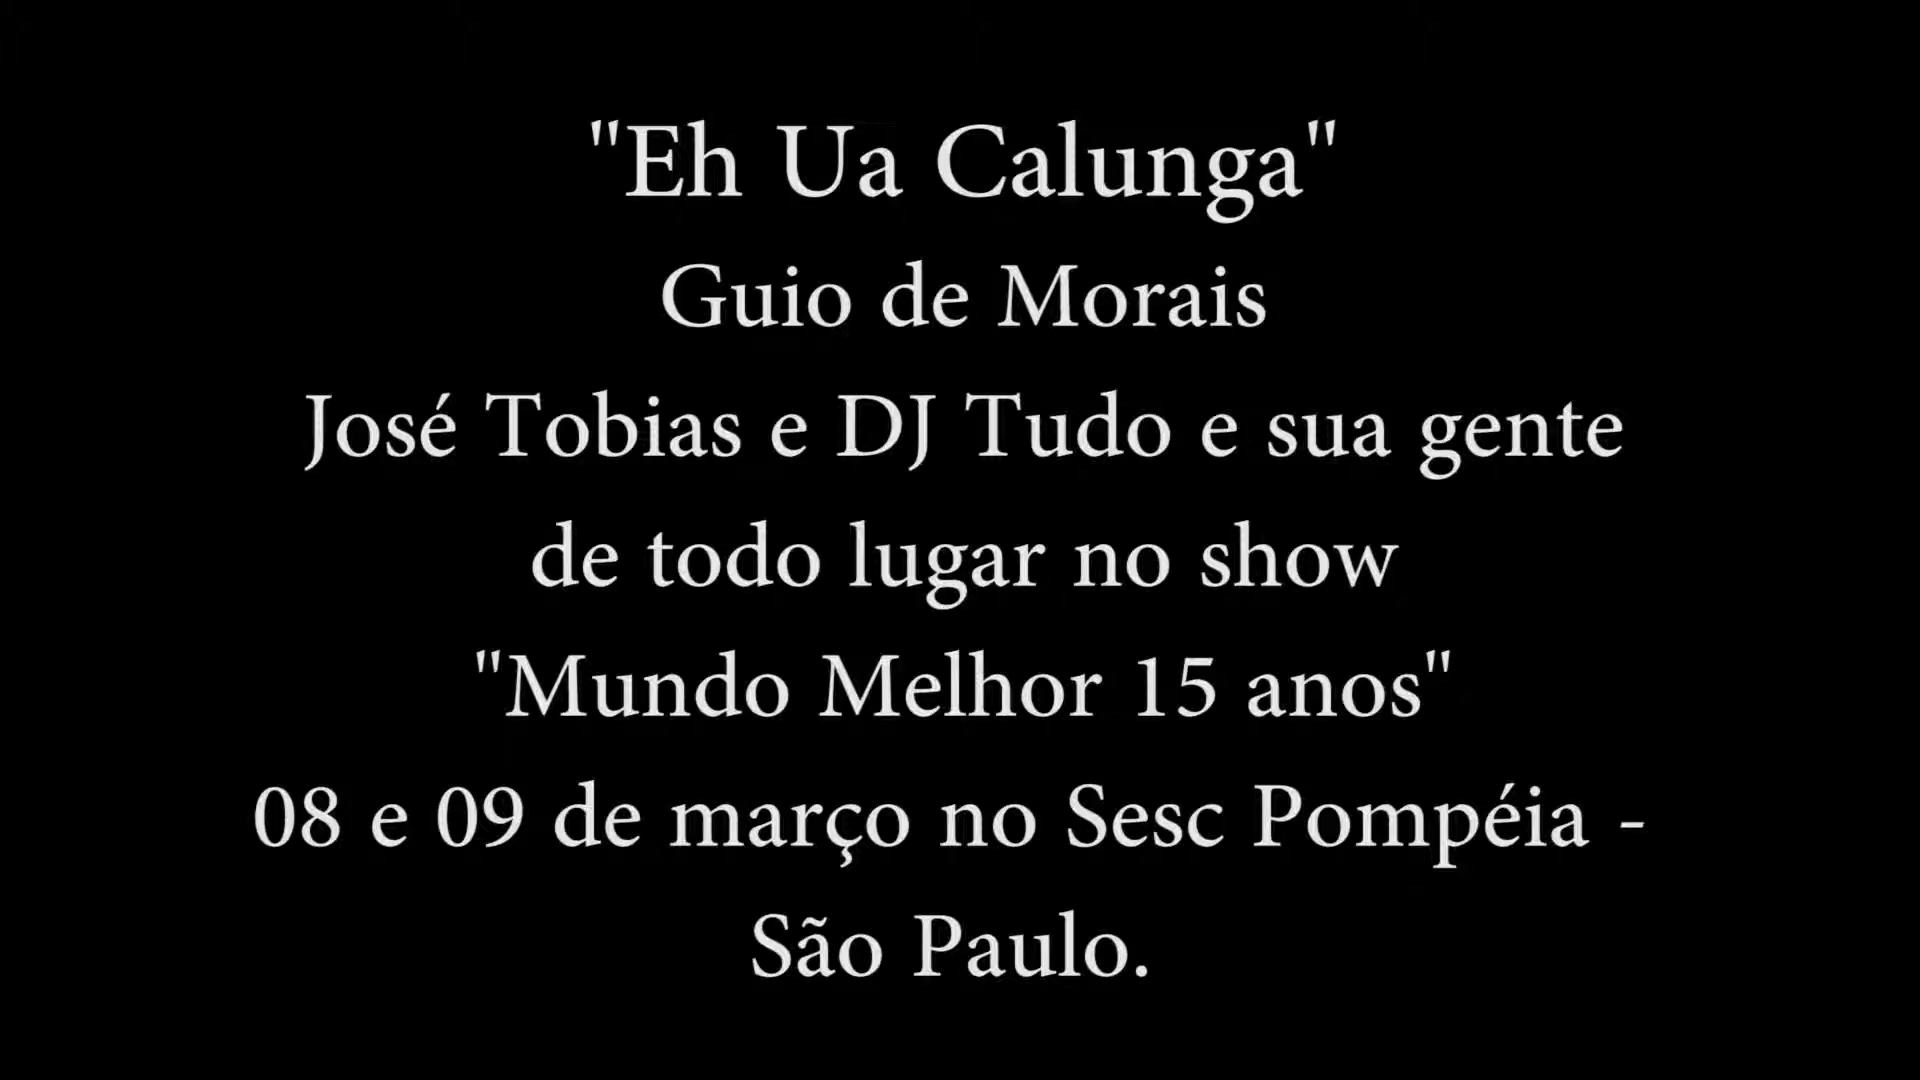 "Eh Ua Calunga"
Guio de Morais
José Tobias e DJ Tudo e sua gente
de todo lugar no show
"Mundo Melhor 15 anos"
08 e 09 de março no Sesc Pompéia -
São Paulo.